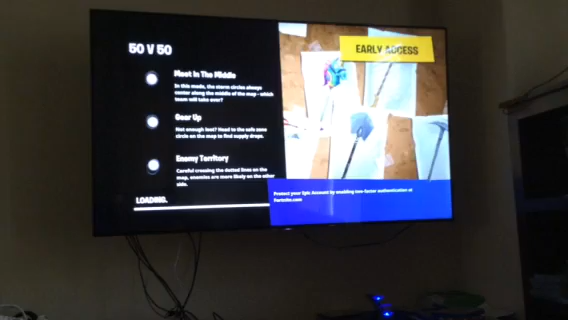 50 V 50
EARLY ACCESS
Meet In The Middle
In this mode, the storm circles always
center along the middle of the map - which
team will take over?
Gear Up
Not enough loot? Head to the safe zone
circle on the map to find supply drops.
Enemy Territory
Careful crossing the dotted lines on the
map, enemies are more likely on the other
side.
LOADING.
Protect your Epic Account by enabling two-factor authentication at
Fortnite.com